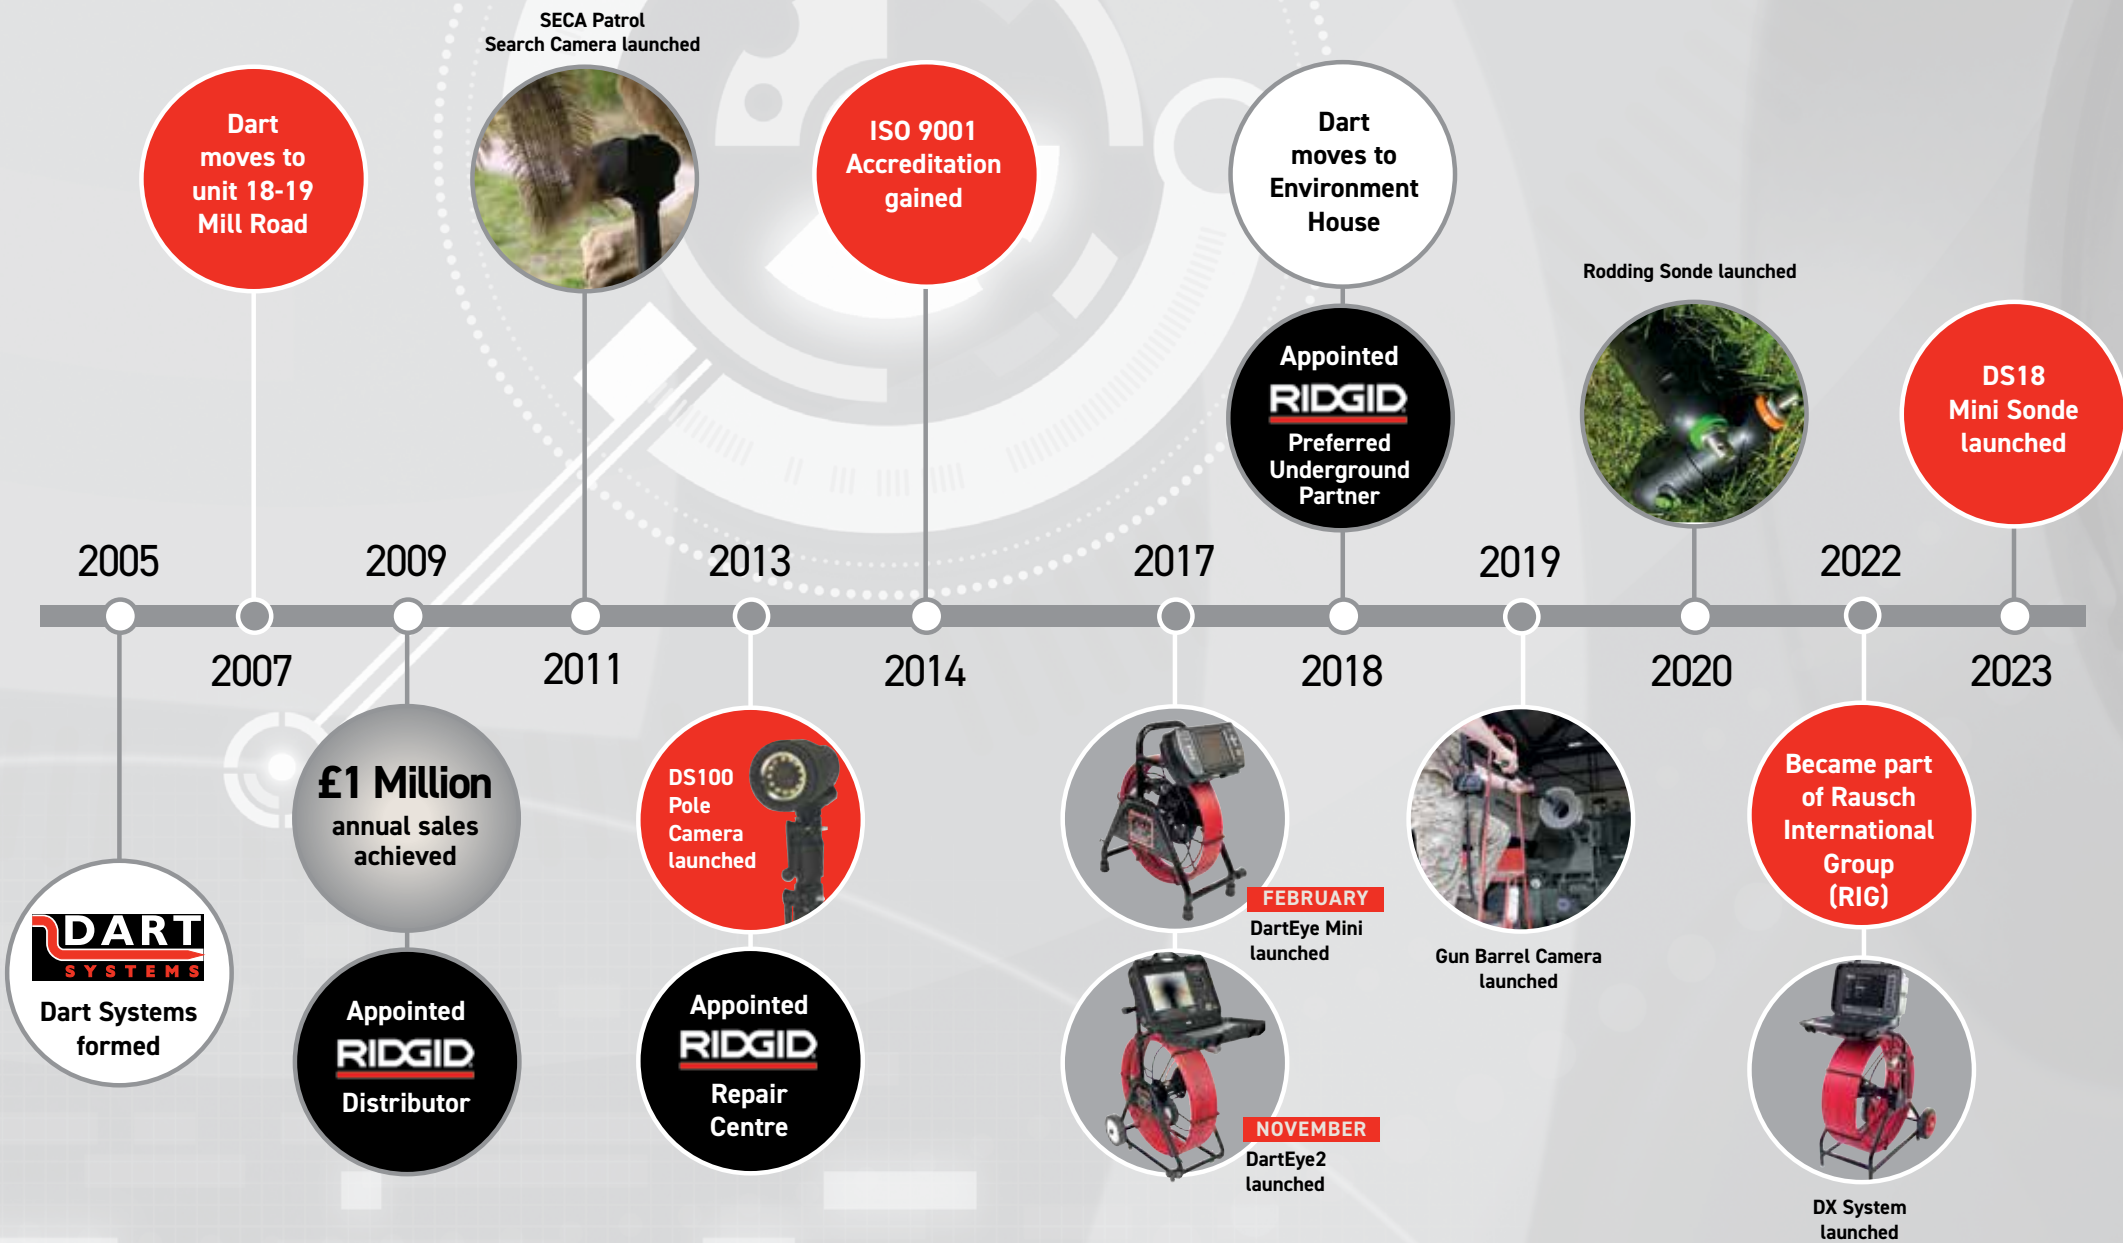 SECA Patrol
Search Camera launched
Dart
moves to
unit 18-19
Mill Road
ISO 9001
Accreditation
gained
Dart
moves to
Environment
House
Appointed
RIDGID
Preferred
Underground
Partner
Rodding Sonde launched
DS18
Mini Sonde
launched
2005
2009
2013
2017
2019
2022
2007
2011
2014
2018
2020
2023
DART
SYSTEMS
Dart Systems
formed
£1 Million
annual sales
achieved
Appointed
RIDGID
Distributor
DS100
Pole
Camera
launched
Appointed
RIDGID
Repair
Centre
FEBRUARY
DartEye Mini
launched
NOVEMBER
DartEye2
launched
Gun Barrel Camera
launched
Became part
of Rausch
International
Group
(RIG)
DX System
launched